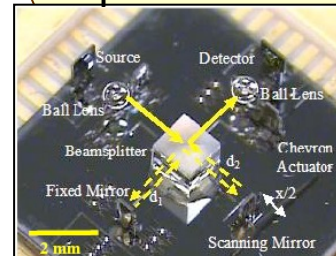 Source
Detector
Ball Lens
Ball Lens
Beamsplitter
Chevron
Actuator
d₂
Fixed Mirror
d₁
x/2
2 mm
Scanning Mirror